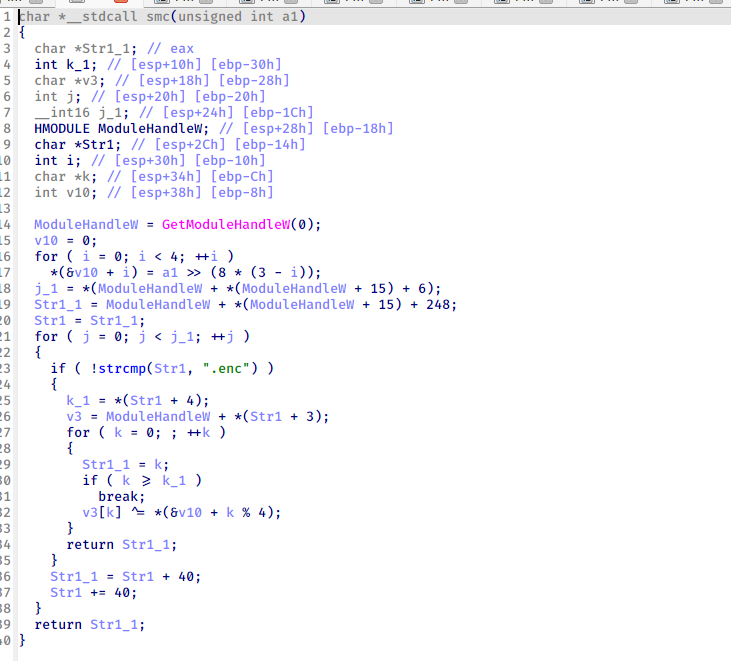 1 char *__stdcall smc(unsigned int a1)
2 {
3   char *Str1_1; // eax
4   int k_1; // [esp+10h] [ebp-30h]
5   char *v3; // [esp+18h] [ebp-28h]
6   int j; // [esp+20h] [ebp-20h]
7   __int16 j_1; // [esp+24h] [ebp-1Ch]
8   HMODULE ModuleHandleW; // [esp+28h] [ebp-18h]
9   char *Str1; // [esp+2Ch] [ebp-14h]
10   int i; // [esp+30h] [ebp-10h]
11   char *k; // [esp+34h] [ebp-Ch]
12   int v10; // [esp+38h] [ebp-8h]
13
14   ModuleHandleW = GetModuleHandleW(0);
15   v10 = 0;
16   for ( i = 0; i < 4; ++i )
17     *(&v10 + i) = a1 >> (8 * (3 - i));
18   j_1 = *(ModuleHandleW + *(ModuleHandleW + 15) + 6);
19   Str1_1 = ModuleHandleW + *(ModuleHandleW + 15) + 248;
20   Str1 = Str1_1;
21   for ( j = 0; j < j_1; ++j )
22   {
23     if ( !strcmp(Str1, ".enc") )
24     {
25       k_1 = *(Str1 + 4);
26       v3 = ModuleHandleW + *(Str1 + 3);
27       for ( k = 0; ; ++k )
28       {
29         Str1_1 = k;
30         if ( k >= k_1 )
31           break;
32         v3[k] ^= *(&v10 + k % 4);
33       }
34       return Str1_1;
35     }
36     Str1_1 = Str1 + 40;
37     Str1 += 40;
38   }
39   return Str1_1;
40 }